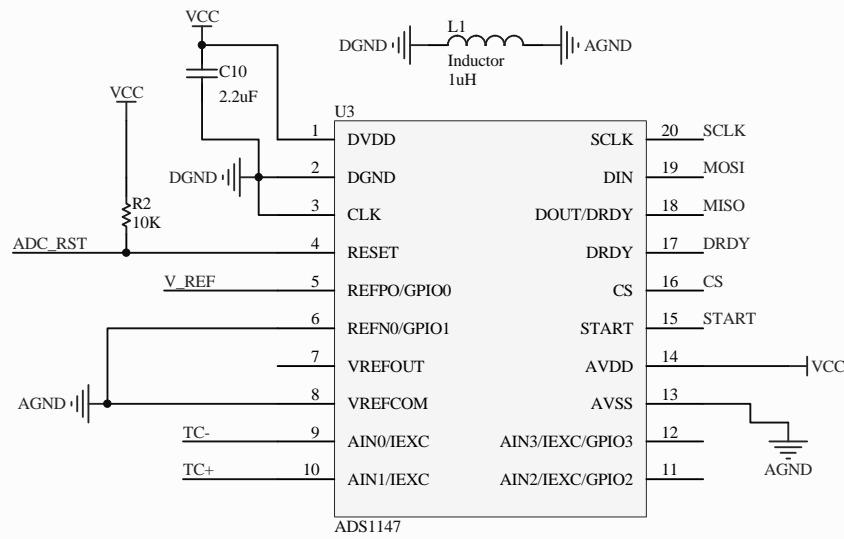 VCC
L1
DGND
AGND
Inductor
1uH
C10
2.2uF
VCC
U3
1 DVDD SCLK 20 SCLK
DGND 2 DGND DIN 19 MOSI
3 CLK DOUT/DRDY 18 MISO
R2
10K
ADC_RST 4 RESET DRDY 17 DRDY
V_REF 5 REFPO/GPIO0 CS 16 CS
6 REFN0/GPIO1 START 15 START
7 VREFOUT AVDD 14 VCC
AGND 8 VREFCOM AVSS 13
TC- 9 AIN0/IEXC AIN3/IEXC/GPIO3 12
AGND
TC+ 10 AIN1/IEXC AIN2/IEXC/GPIO2 11
ADS1147